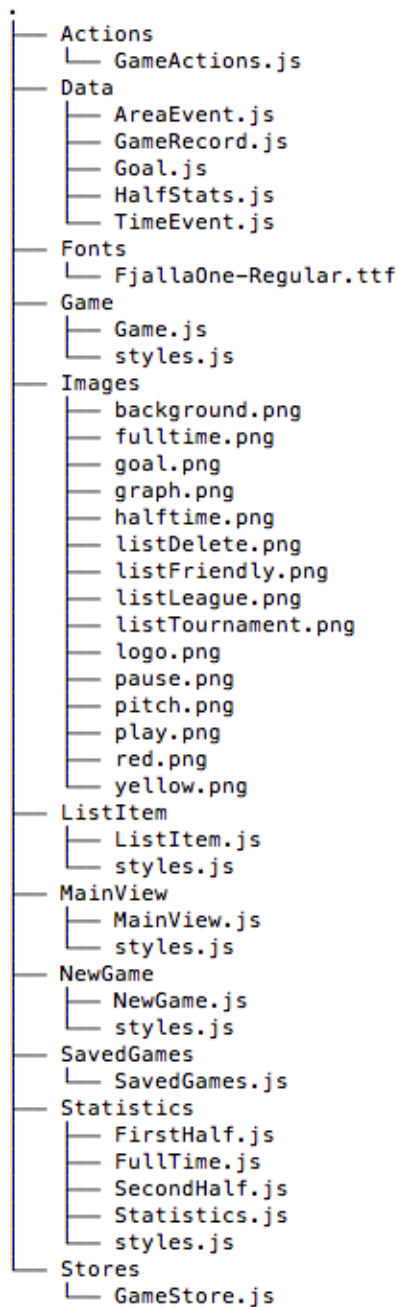 .
├── Actions
│   └── GameActions.js
├── Data
│   ├── AreaEvent.js
│   ├── GameRecord.js
│   ├── Goal.js
│   ├── HalfStats.js
│   └── TimeEvent.js
├── Fonts
│   └── FjallaOne-Regular.ttf
├── Game
│   ├── Game.js
│   └── styles.js
├── Images
│   ├── background.png
│   ├── fulltime.png
│   ├── goal.png
│   ├── graph.png
│   ├── halftime.png
│   ├── listDelete.png
│   ├── listFriendly.png
│   ├── listLeague.png
│   ├── listTournament.png
│   ├── logo.png
│   ├── pause.png
│   ├── pitch.png
│   ├── play.png
│   ├── red.png
│   └── yellow.png
├── ListItem
│   ├── ListItem.js
│   └── styles.js
├── MainView
│   ├── MainView.js
│   └── styles.js
├── NewGame
│   ├── NewGame.js
│   └── styles.js
├── SavedGames
│   └── SavedGames.js
├── Statistics
│   ├── FirstHalf.js
│   ├── FullTime.js
│   ├── SecondHalf.js
│   ├── Statistics.js
│   └── styles.js
└── Stores
    └── GameStore.js